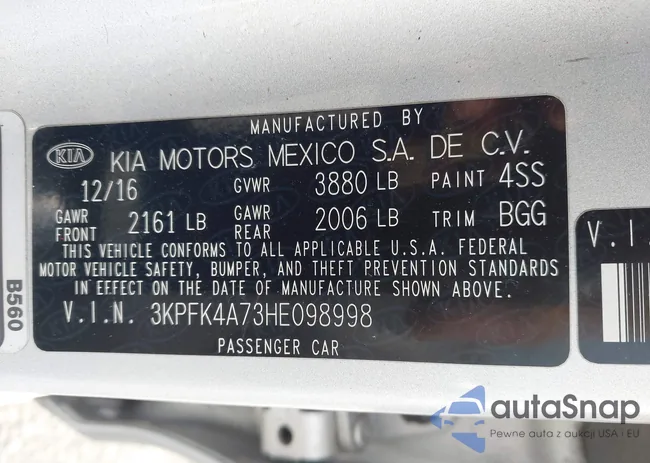 MANUFACTURED BY
KIA KIA MOTORS MEXICO S.A. DE C.V.
12/16 GVWR 3880 LB PAINT 4SS
GAWR FRONT 2161 LB GAWR REAR 2006 LB TRIM BGG
THIS VEHICLE CONFORMS TO ALL APPLICABLE U.S.A. FEDERAL
MOTOR VEHICLE SAFETY, BUMPER, AND THEFT PREVENTION STANDARDS
IN EFFECT ON THE DATE OF MANUFACTURE SHOWN ABOVE.
V.I.N. 3KPFK4A73HE098998
PASSENGER CAR
B560
V.I.
autaSnap
Pewne auta z aukcji USA i EU